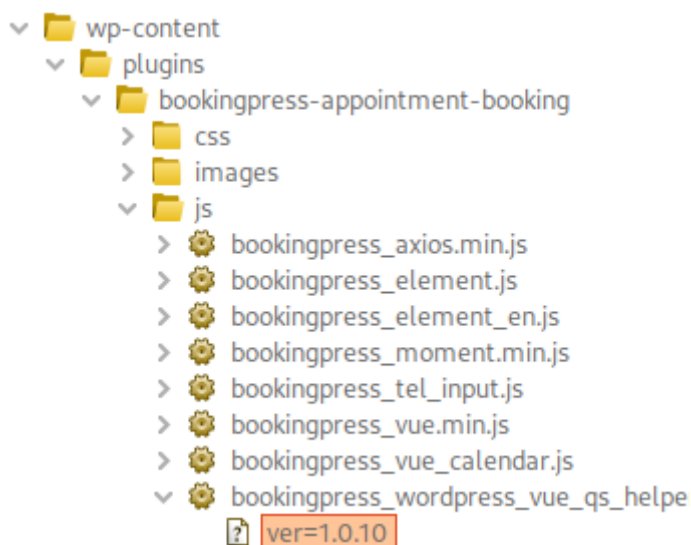 wp-content
plugins
bookingpress-appointment-booking
css
images
js
bookingpress_axios.min.js
bookingpress_element.js
bookingpress_element_en.js
bookingpress_moment.min.js
bookingpress_tel_input.js
bookingpress_vue.min.js
bookingpress_vue_calendar.js
bookingpress_wordpress_vue_qs_helpe
ver=1.0.10